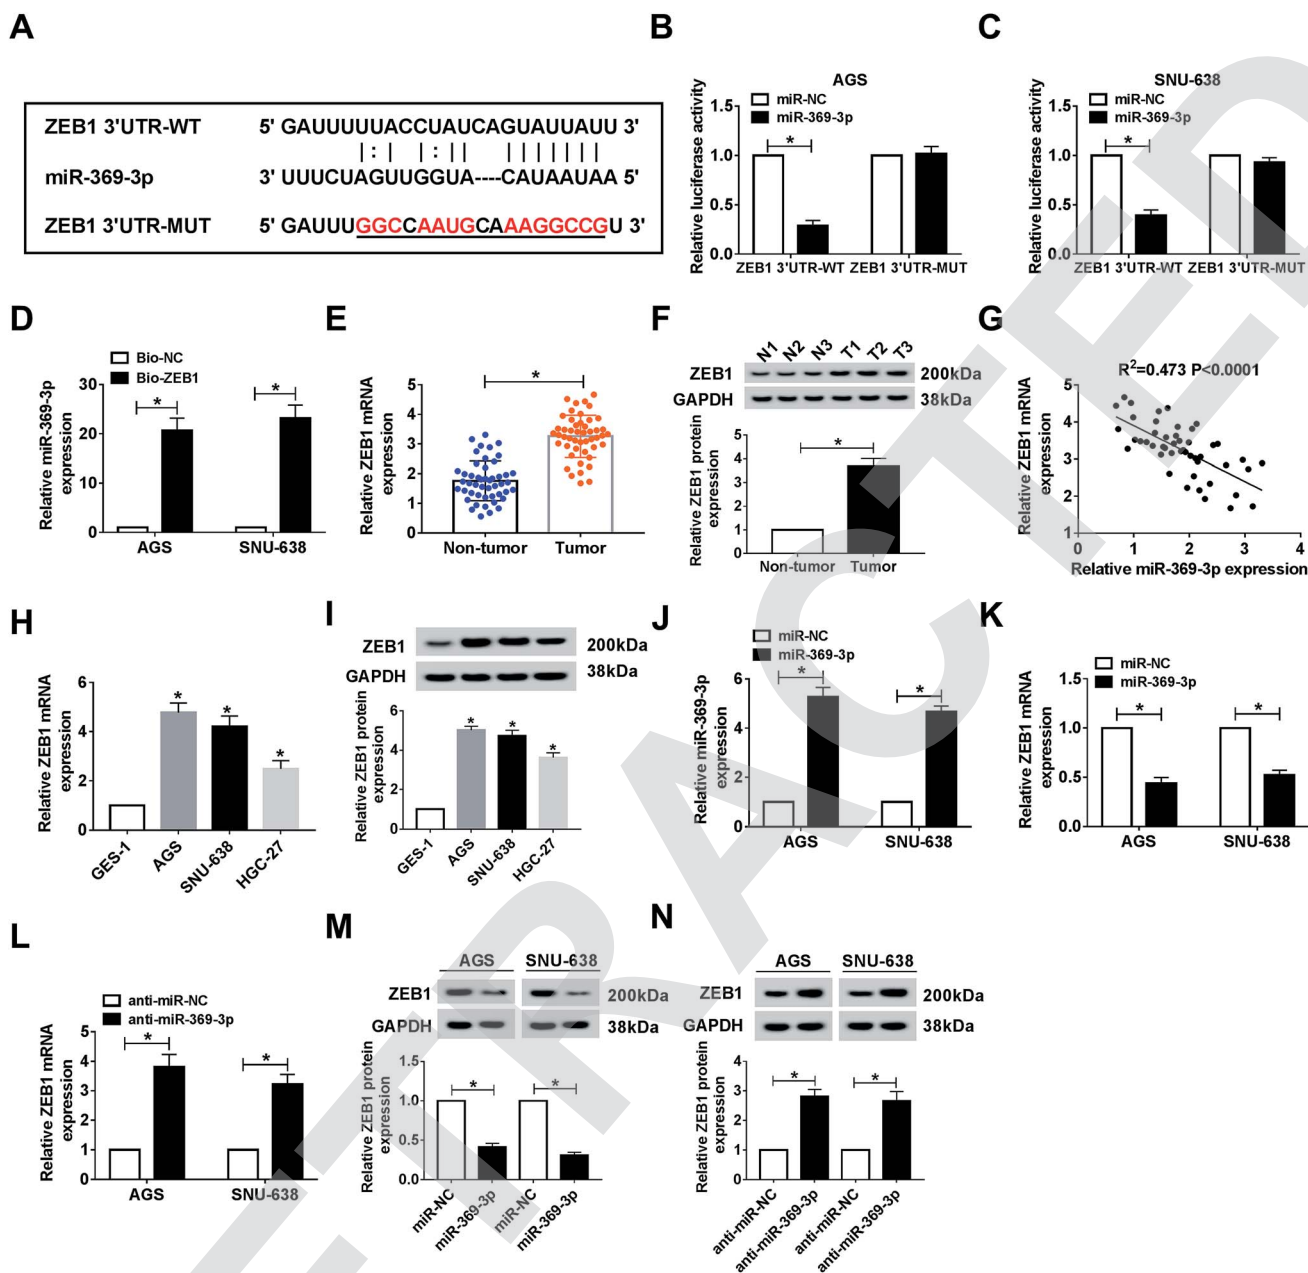 A
ZEB1 3'UTR-WT 5' GAUUUUUACCUAUCAGUAUUAUU 3'
miR-369-3p 3' UUUCUAGUUGGUA----CAUAAUAA 5'
ZEB1 3'UTR-MUT 5' GAUUUGGCCAAUGCAAAGGCCGU 3'
B
AGS
miR-NC
miR-369-3p
Relative luciferase activity
1.5
1.0
0.5
0.0
ZEB1 3'UTR-WT ZEB1 3'UTR-MUT
*
C
SNU-638
miR-NC
miR-369-3p
Relative luciferase activity
1.5
1.0
0.5
0.0
ZEB1 3'UTR-WT ZEB1 3'UTR-MUT
*
D
Bio-NC
Bio-ZEB1
Relative miR-369-3p
expression
30
20
10
0
* *
AGS SNU-638
E
Relative ZEB1 mRNA
expression
5
4
3
2
1
0
*
Non-tumor Tumor
F
N1 N2 N3 T1 T2 T3
ZEB1 200kDa
GAPDH 38kDa
Relative ZEB1 protein
expression
5
4
3
2
1
0
*
Non-tumor Tumor
G
R2=0.473 P<0.0001
Relative ZEB1 mRNA
expression
5
4
3
2
1
0 1 2 3 4
Relative miR-369-3p expression
H
Relative ZEB1 mRNA
expression
6
4
2
0
* * *
GES-1 AGS SNU-638 HGC-27
I
ZEB1 200kDa
GAPDH 38kDa
Relative ZEB1 protein
expression
6
4
2
0
* * *
GES-1 AGS SNU-638 HGC-27
J
miR-NC
miR-369-3p
Relative miR-369-3p
expression
6
4
2
0
* *
AGS SNU-638
K
miR-NC
miR-369-3p
Relative ZEB1 mRNA
expression
1.5
1.0
0.5
0.0
* *
AGS SNU-638
L
anti-miR-NC
anti-miR-369-3p
Relative ZEB1 mRNA
expression
5
4
3
2
1
0
* *
AGS SNU-638
M
AGS SNU-638
ZEB1 200kDa
GAPDH 38kDa
Relative ZEB1 protein
expression
1.5
1.0
0.5
0.0
* *
miR-NC miR-369-3p miR-NC miR-369-3p
N
AGS SNU-638
ZEB1 200kDa
GAPDH 38kDa
Relative ZEB1 protein
expression
4
3
2
1
0
* *
anti-miR-NC anti-miR-369-3p anti-miR-NC anti-miR-369-3p
ETRACTED